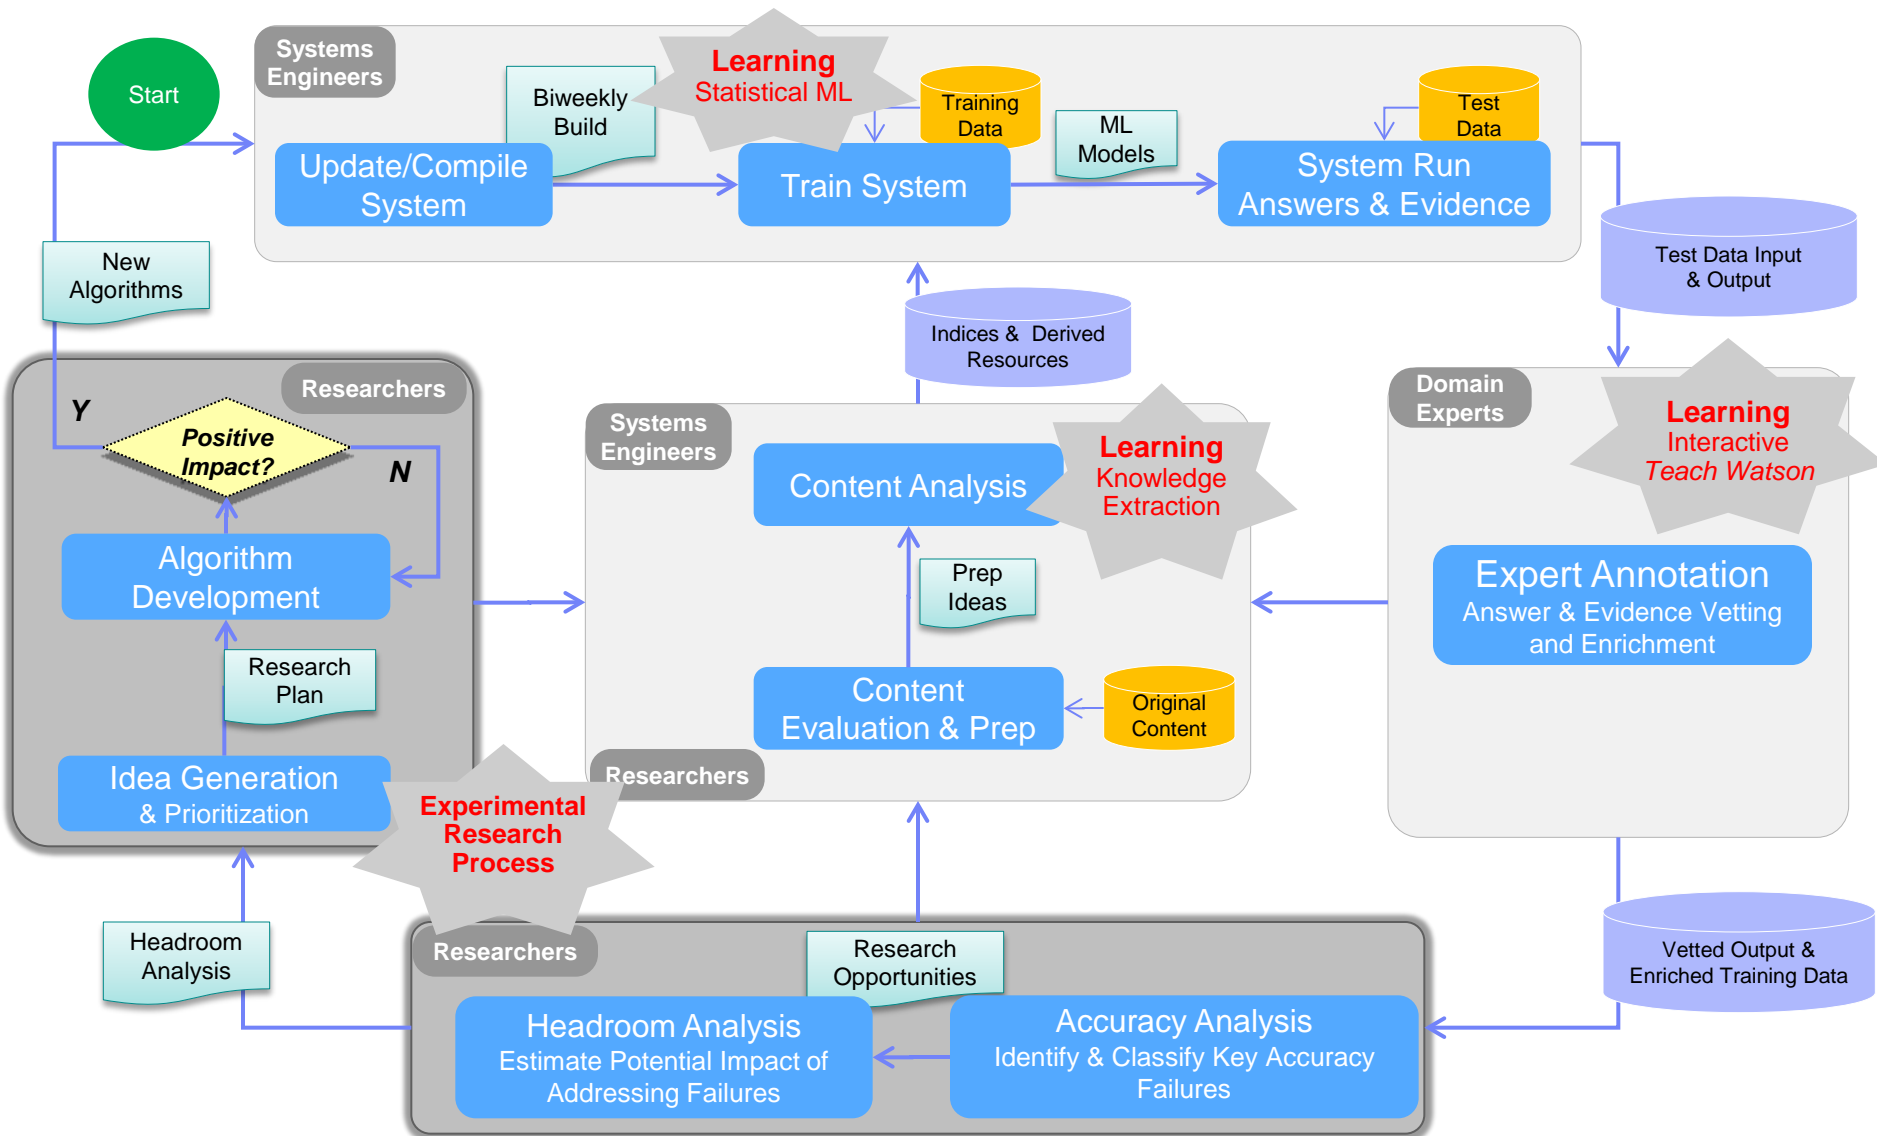 Start
Systems
Engineers
Learning
Statistical ML
Biweekly
Build
Training
Data
ML
Models
Test
Data
Update/Compile
System
Train System
System Run
Answers & Evidence
New
Algorithms
Test Data Input
& Output
Indices & Derived
Resources
Researchers
Y
Positive
Impact?
N
Algorithm
Development
Research
Plan
Idea Generation
& Prioritization
Experimental
Research
Process
Systems
Engineers
Content Analysis
Learning
Knowledge
Extraction
Prep
Ideas
Content
Evaluation & Prep
Original
Content
Researchers
Domain
Experts
Learning
Interactive
Teach Watson
Expert Annotation
Answer & Evidence Vetting
and Enrichment
Headroom
Analysis
Researchers
Research
Opportunities
Headroom Analysis
Estimate Potential Impact of
Addressing Failures
Accuracy Analysis
Identify & Classify Key Accuracy
Failures
Vetted Output &
Enriched Training Data